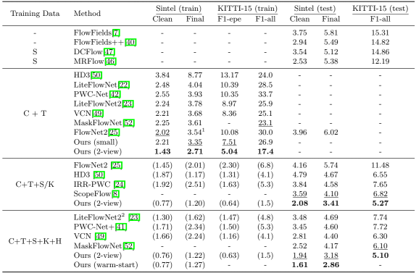 Training Data Method Sintel (train) KITTI-15 (train) Sintel (test) KITTI-15 (test)
Clean Final F1-epe F1-all Clean Final F1-all
- FlowFields[7] - - - - 3.75 5.81 15.31
- FlowFields++[40] - - - - 2.94 5.49 14.82
S DCFlow[47] - - - - 3.54 5.12 14.86
S MRFlow[46] - - - - 2.53 5.38 12.19
HD3[50] 3.84 8.77 13.17 24.0 - - -
LiteFlowNet[22] 2.48 4.04 10.39 28.5 - - -
PWC-Net[42] 2.55 3.93 10.35 33.7 - - -
LiteFlowNet2[23] 2.24 3.78 8.97 25.9 - - -
C + T VCN[49] 2.21 3.68 8.36 25.1 - - -
MaskFlowNet[52] 2.25 3.61 - 23.1 - - -
FlowNet2[25] 2.02 3.54¹ 10.08 30.0 3.96 6.02 -
Ours (small) 2.21 3.35 7.51 26.9 - - -
Ours (2-view) 1.43 2.71 5.04 17.4 - - -
FlowNet2 [25] (1.45) (2.01) (2.30) (6.8) 4.16 5.74 11.48
HD3 [50] (1.87) (1.17) (1.31) (4.1) 4.79 4.67 6.55
C+T+S/K IRR-PWC [24] (1.92) (2.51) (1.63) (5.3) 3.84 4.58 7.65
ScopeFlow[8] - - - - 3.59 4.10 6.82
Ours (2-view) (0.77) (1.20) (0.64) (1.5) 2.08 3.41 5.27
LiteFlowNet2² [23] (1.30) (1.62) (1.47) (4.8) 3.48 4.69 7.74
PWC-Net+[41] (1.71) (2.34) (1.50) (5.3) 3.45 4.60 7.72
C+T+S+K+H VCN [49] (1.66) (2.24) (1.16) (4.1) 2.81 4.40 6.30
MaskFlowNet[52] - - - - 2.52 4.17 6.10
Ours (2-view) (0.76) (1.22) (0.63) (1.5) 1.94 3.18 5.10
Ours (warm-start) (0.77) (1.27) - - 1.61 2.86 -